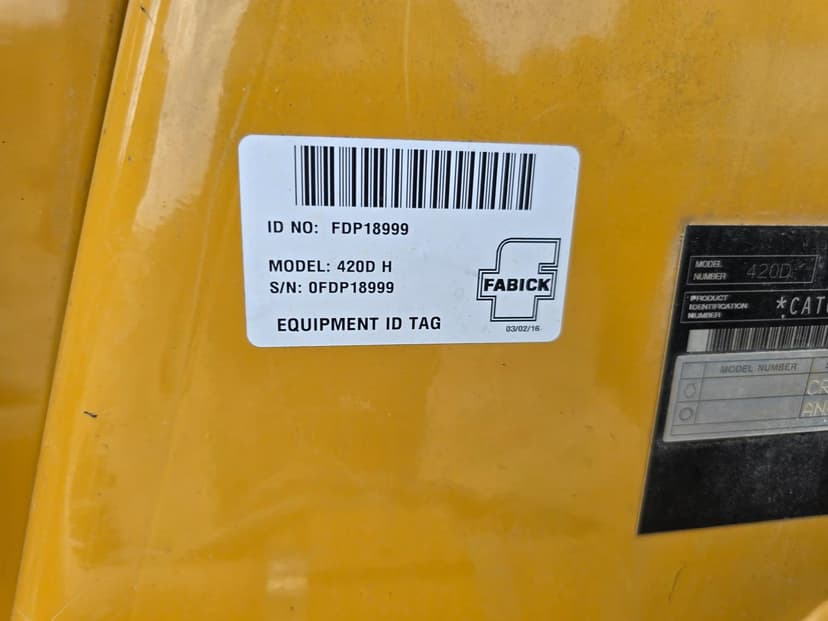 ID NO: FDP18999
MODEL: 420D H
S/N: 0FDP18999
FABICK
EQUIPMENT ID TAG
03/02/16
MODEL NUMBER 420D
PRODUCT IDENTIFICATION NUMBER
MODEL NUMBER